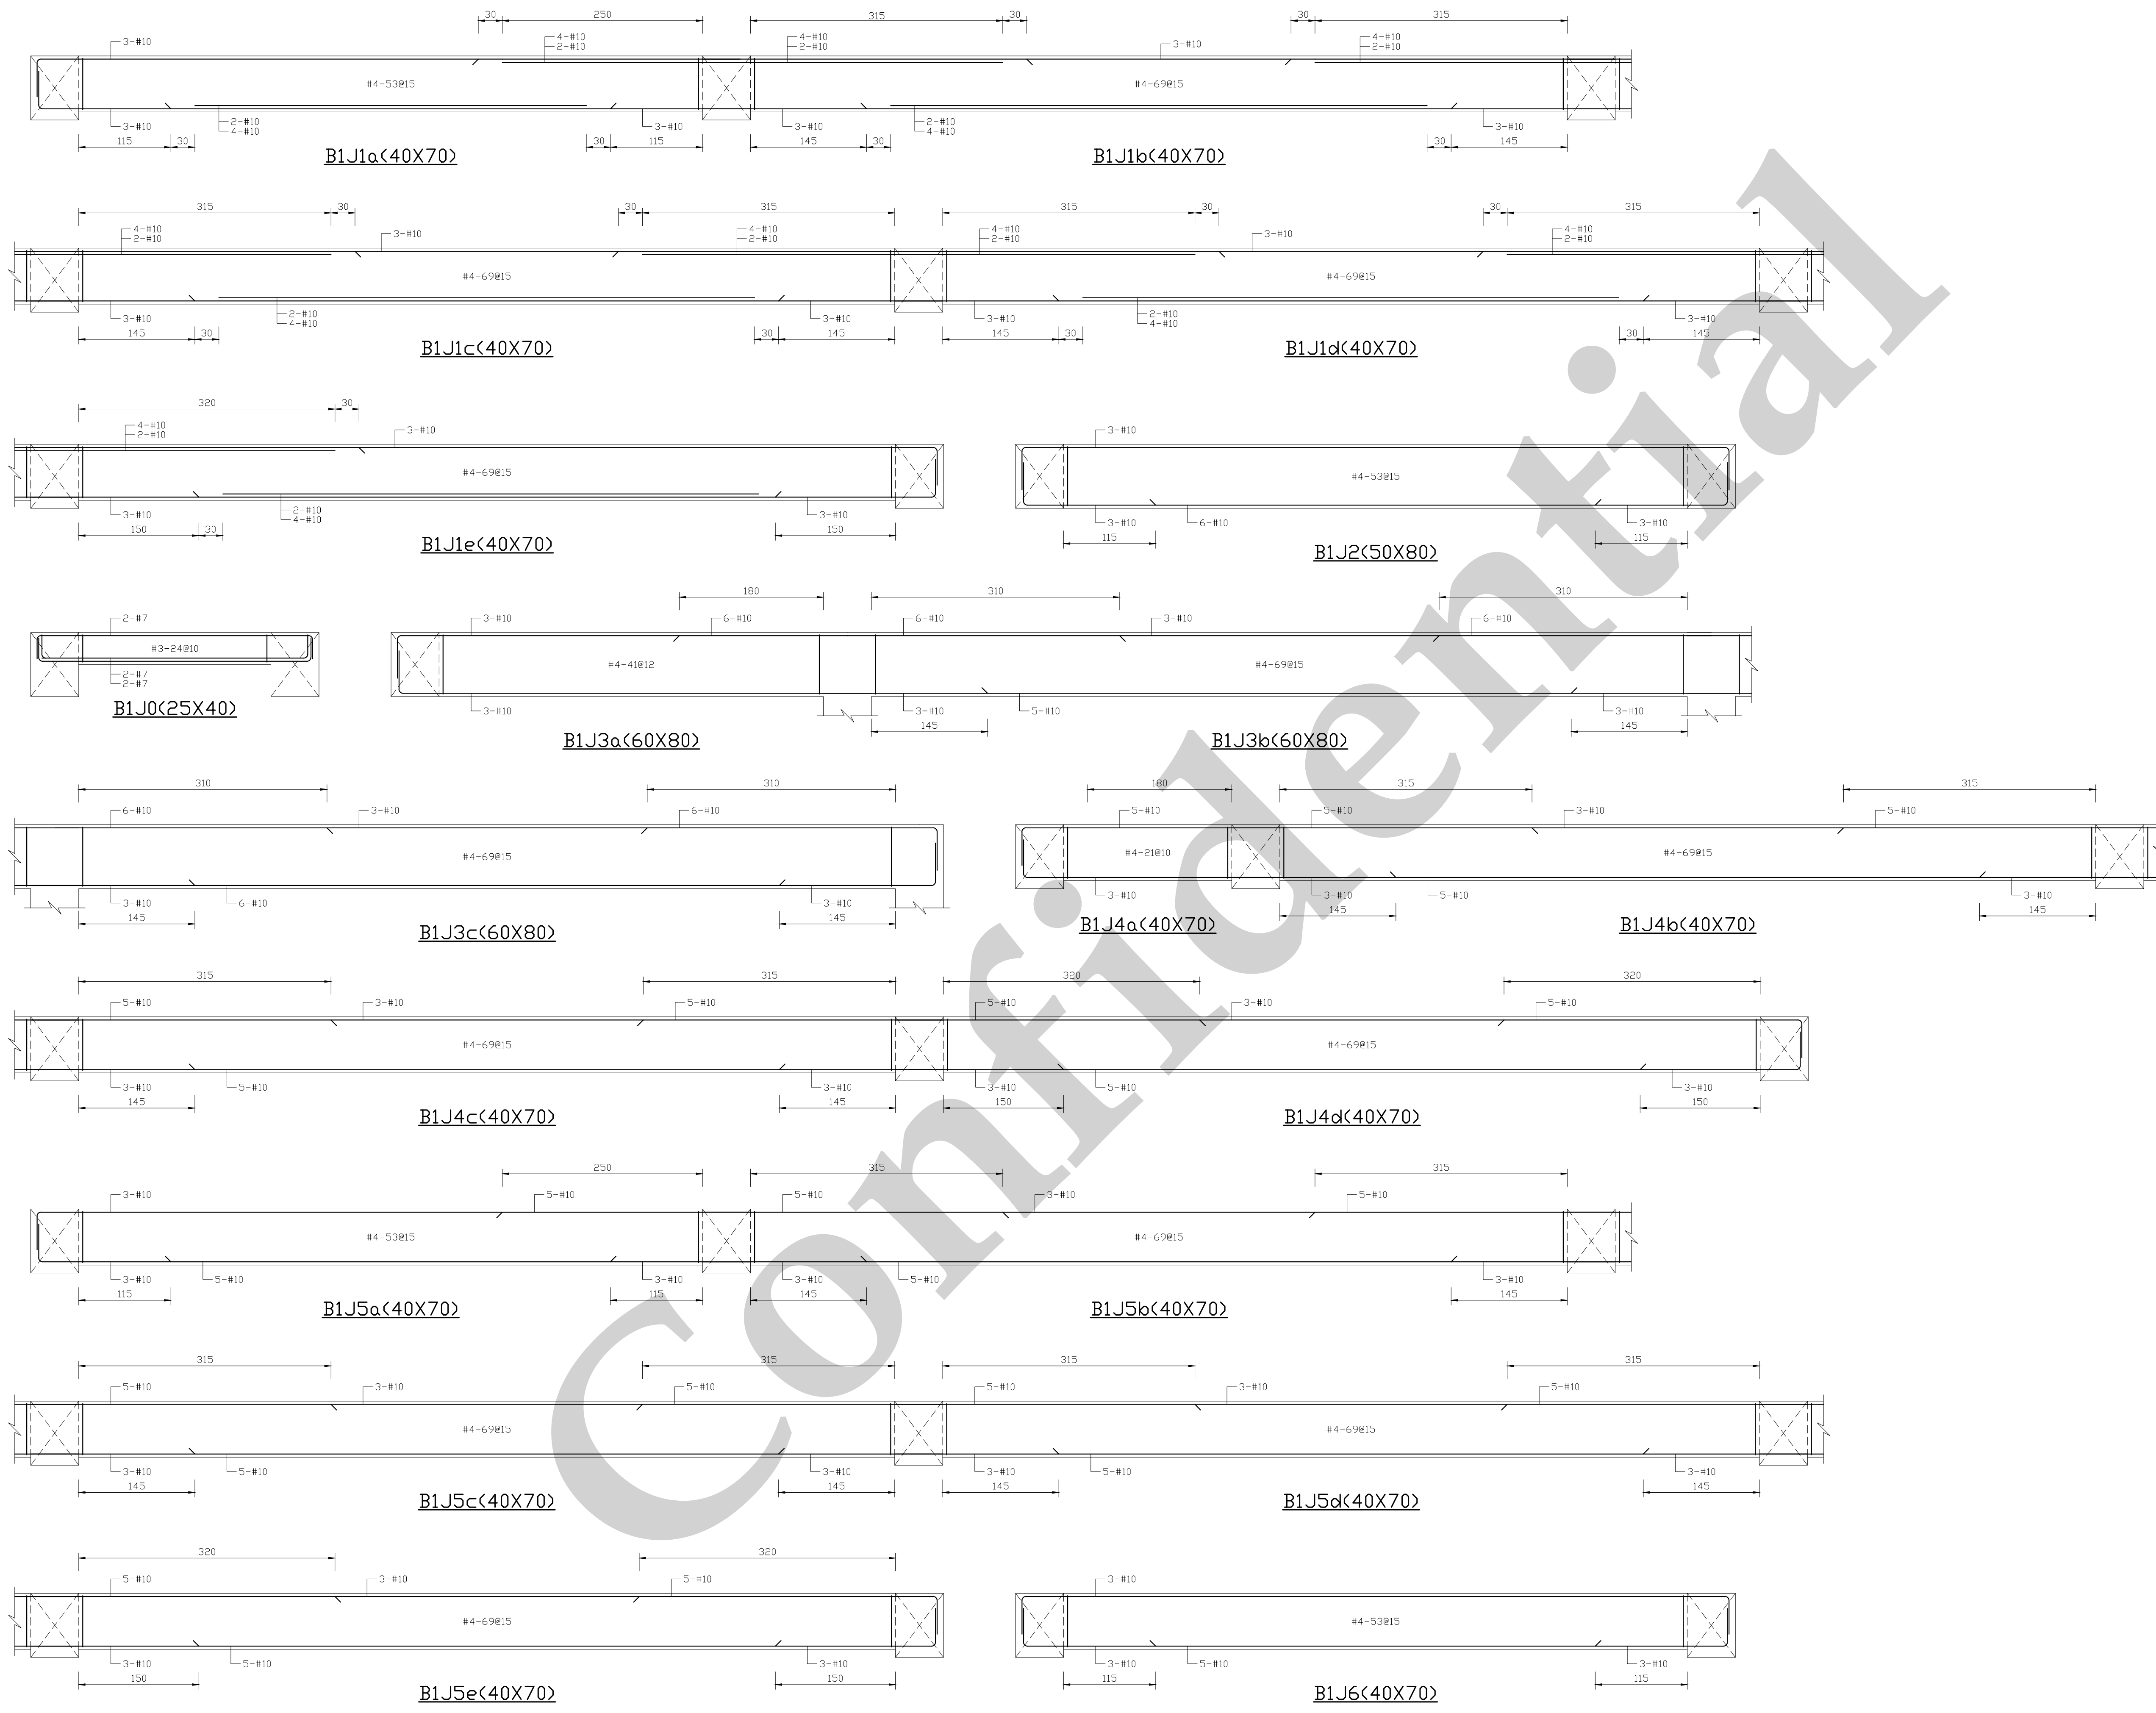 30 250 315 30 30 315
3-#10 4-#10 4-#10 3-#10 4-#10
2-#10 2-#10 2-#10
#4-53@15 #4-69@15
3-#10 2-#10 3-#10 3-#10 2-#10 3-#10
4-#10 4-#10
115 30 30 115 145 30 30 145
B1J1a(40X70) B1J1b(40X70)
315 30 30 315 315 30 30 315
4-#10 3-#10 4-#10 4-#10 3-#10 4-#10
2-#10 2-#10 2-#10 2-#10
#4-69@15 #4-69@15
3-#10 2-#10 3-#10 3-#10 2-#10 3-#10
4-#10 4-#10
145 30 30 145 145 30 30 145
B1J1c(40X70) B1J1d(40X70)
320 30
4-#10 3-#10 3-#10
2-#10
#4-69@15 #4-53@15
3-#10 2-#10 3-#10 3-#10 6-#10 3-#10
4-#10
150 30 150 115 115
B1J1e(40X70) B1J2(50X80)
180 310 310
2-#7 3-#10 6-#10 6-#10 3-#10 6-#10
#3-24@10 #4-41@12 #4-69@15
2-#7
2-#7
3-#10 3-#10 5-#10 3-#10
145 145
B1J0(25X40) B1J3a(60X80) B1J3b(60X80)
310 310 180 315 315
6-#10 3-#10 6-#10 5-#10 5-#10 3-#10 5-#10
#4-69@15 #4-21@10 #4-69@15
3-#10 6-#10 3-#10 3-#10 3-#10 5-#10 3-#10
145 145 145 145
B1J3c(60X80) B1J4a(40X70) B1J4b(40X70)
315 315 320 320
5-#10 3-#10 5-#10 5-#10 3-#10 5-#10
#4-69@15 #4-69@15
3-#10 5-#10 3-#10 3-#10 5-#10 3-#10
145 145 150 150
B1J4c(40X70) B1J4d(40X70)
250 315 315
3-#10 5-#10 5-#10 3-#10 5-#10
#4-53@15 #4-69@15
3-#10 5-#10 3-#10 3-#10 5-#10 3-#10
115 115 145 145
B1J5a(40X70) B1J5b(40X70)
315 315 315 315
5-#10 3-#10 5-#10 5-#10 3-#10 5-#10
#4-69@15 #4-69@15
3-#10 5-#10 3-#10 3-#10 5-#10 3-#10
145 145 145 145
B1J5c(40X70) B1J5d(40X70)
320 320
5-#10 3-#10 5-#10 3-#10
#4-69@15 #4-53@15
3-#10 5-#10 3-#10 3-#10 5-#10 3-#10
150 150 115 115
B1J5e(40X70) B1J6(40X70)
Confidential